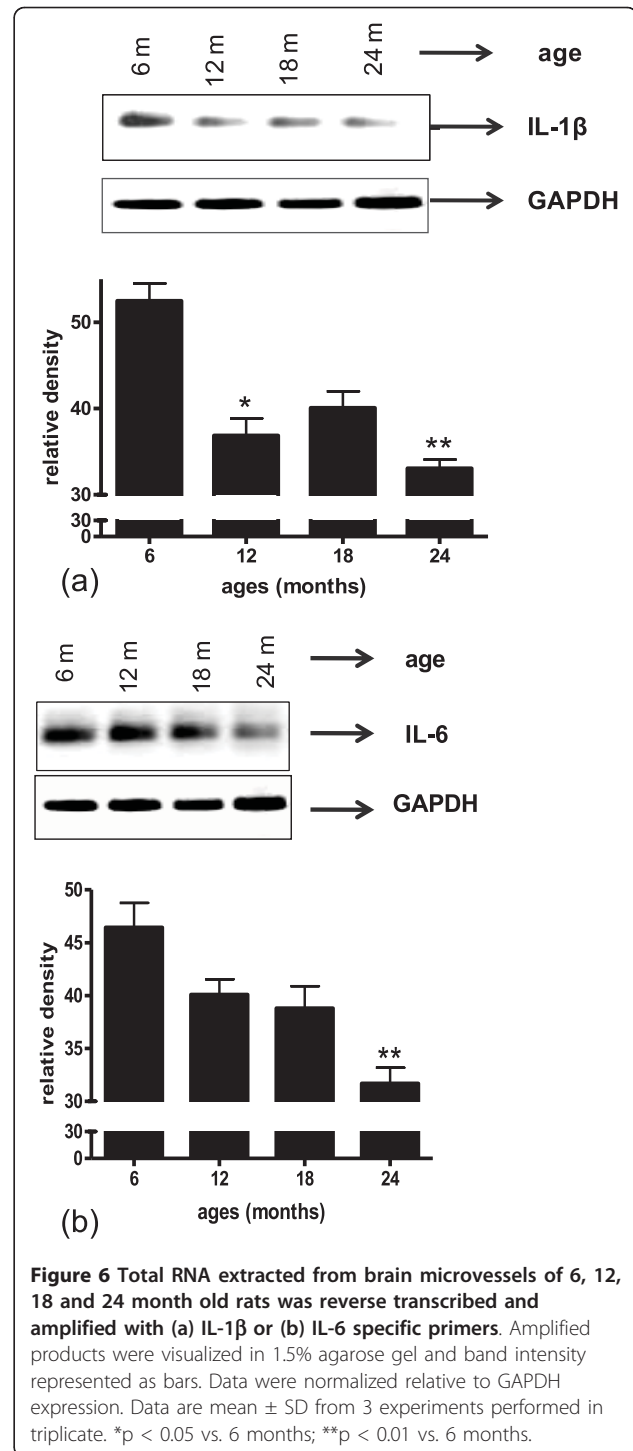 6 m 12 m 18 m 24 m age
IL-1β
GAPDH
relative density
50
40
30
30
0
*
**
6 12 18 24
ages (months)
(a)
6 m 12 m 18 m 24 m age
IL-6
GAPDH
relative density
50
45
40
35
30
30
0
**
6 12 18 24
ages (months)
(b)
Figure 6 Total RNA extracted from brain microvessels of 6, 12,
18 and 24 month old rats was reverse transcribed and
amplified with (a) IL-1β or (b) IL-6 specific primers. Amplified
products were visualized in 1.5% agarose gel and band intensity
represented as bars. Data were normalized relative to GAPDH
expression. Data are mean ± SD from 3 experiments performed in
triplicate. *p < 0.05 vs. 6 months; **p < 0.01 vs. 6 months.